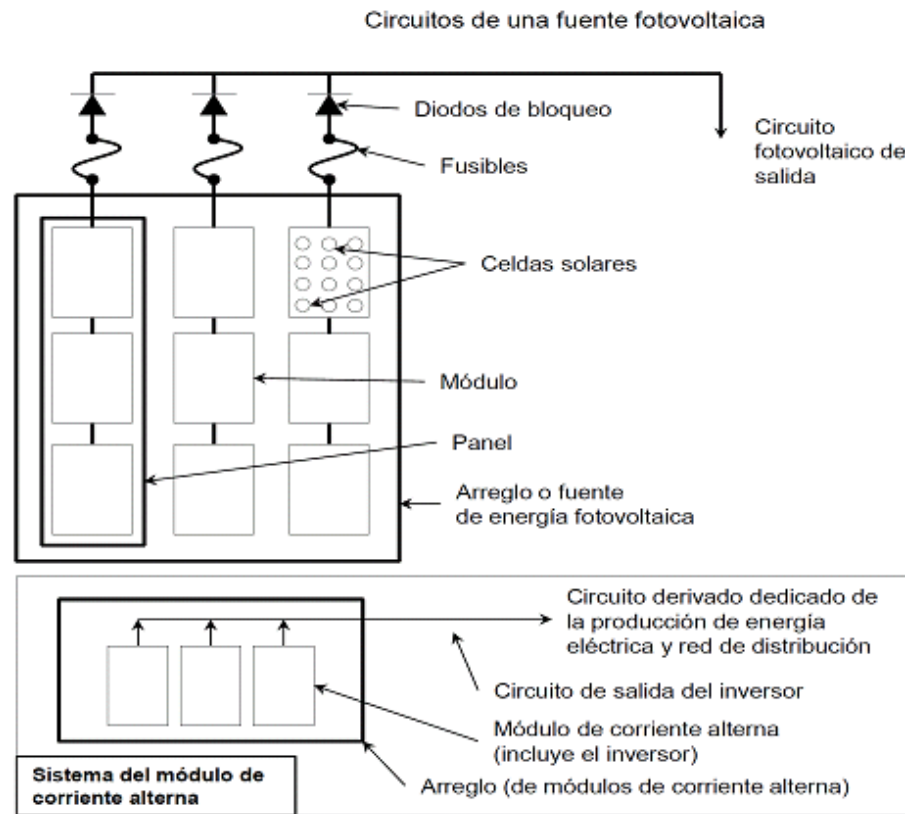 Circuitos de una fuente fotovoltaica
Diodos de bloqueo
Circuito
fotovoltaico de
salida
Fusibles
Celdas solares
Módulo
Panel
Arreglo o fuente
de energía fotovoltaica
Circuito derivado dedicado de
la producción de energía
eléctrica y red de distribución
Circuito de salida del inversor
Módulo de corriente alterna
(incluye el inversor)
Arreglo (de módulos de corriente alterna)
Sistema del módulo de
corriente alterna